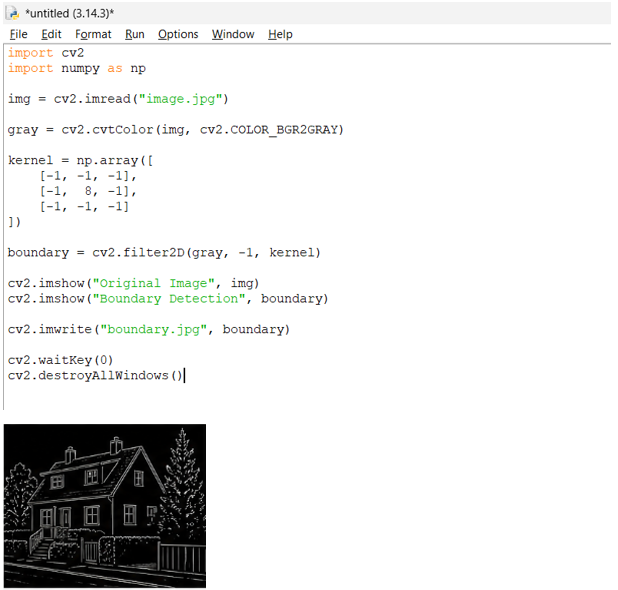 *untitled (3.14.3)*
File Edit Format Run Options Window Help
import cv2
import numpy as np

img = cv2.imread("image.jpg")

gray = cv2.cvtColor(img, cv2.COLOR_BGR2GRAY)

kernel = np.array([
    [-1, -1, -1],
    [-1,  8, -1],
    [-1, -1, -1]
])

boundary = cv2.filter2D(gray, -1, kernel)

cv2.imshow("Original Image", img)
cv2.imshow("Boundary Detection", boundary)

cv2.imwrite("boundary.jpg", boundary)

cv2.waitKey(0)
cv2.destroyAllWindows()